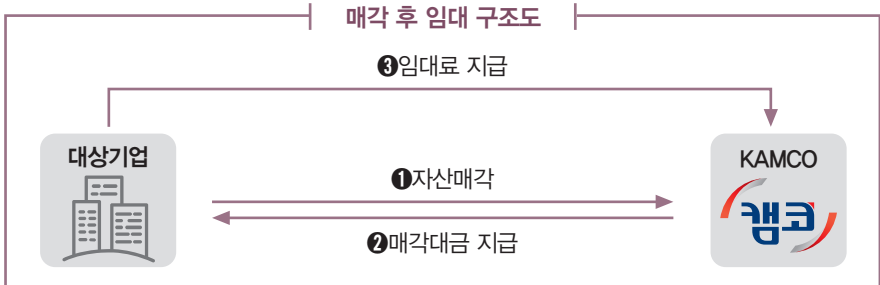 매각 후 임대 구조도
❸임대료 지급
대상기업
KAMCO
캠코
❶자산매각
❷매각대금 지급